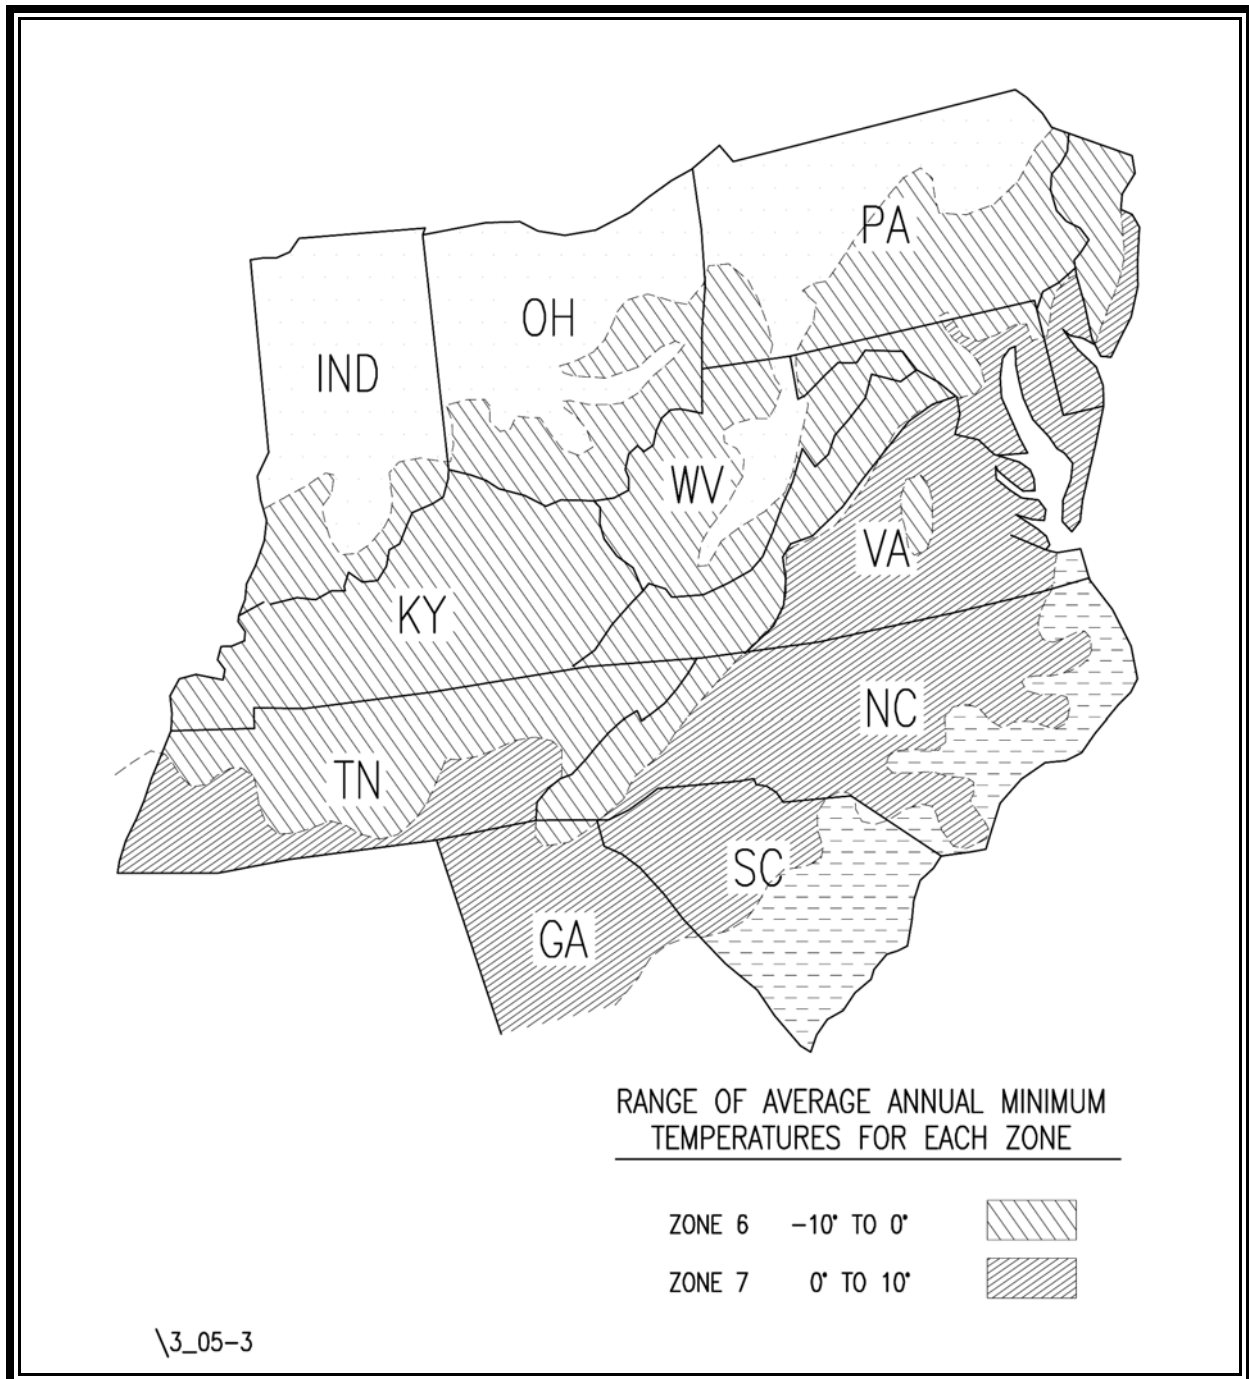 PA
OH
IND
WV
VA
KY
NC
TN
SC
GA
RANGE OF AVERAGE ANNUAL MINIMUM
TEMPERATURES FOR EACH ZONE
ZONE 6 -10° TO 0°
ZONE 7 0° TO 10°
\3_05-3